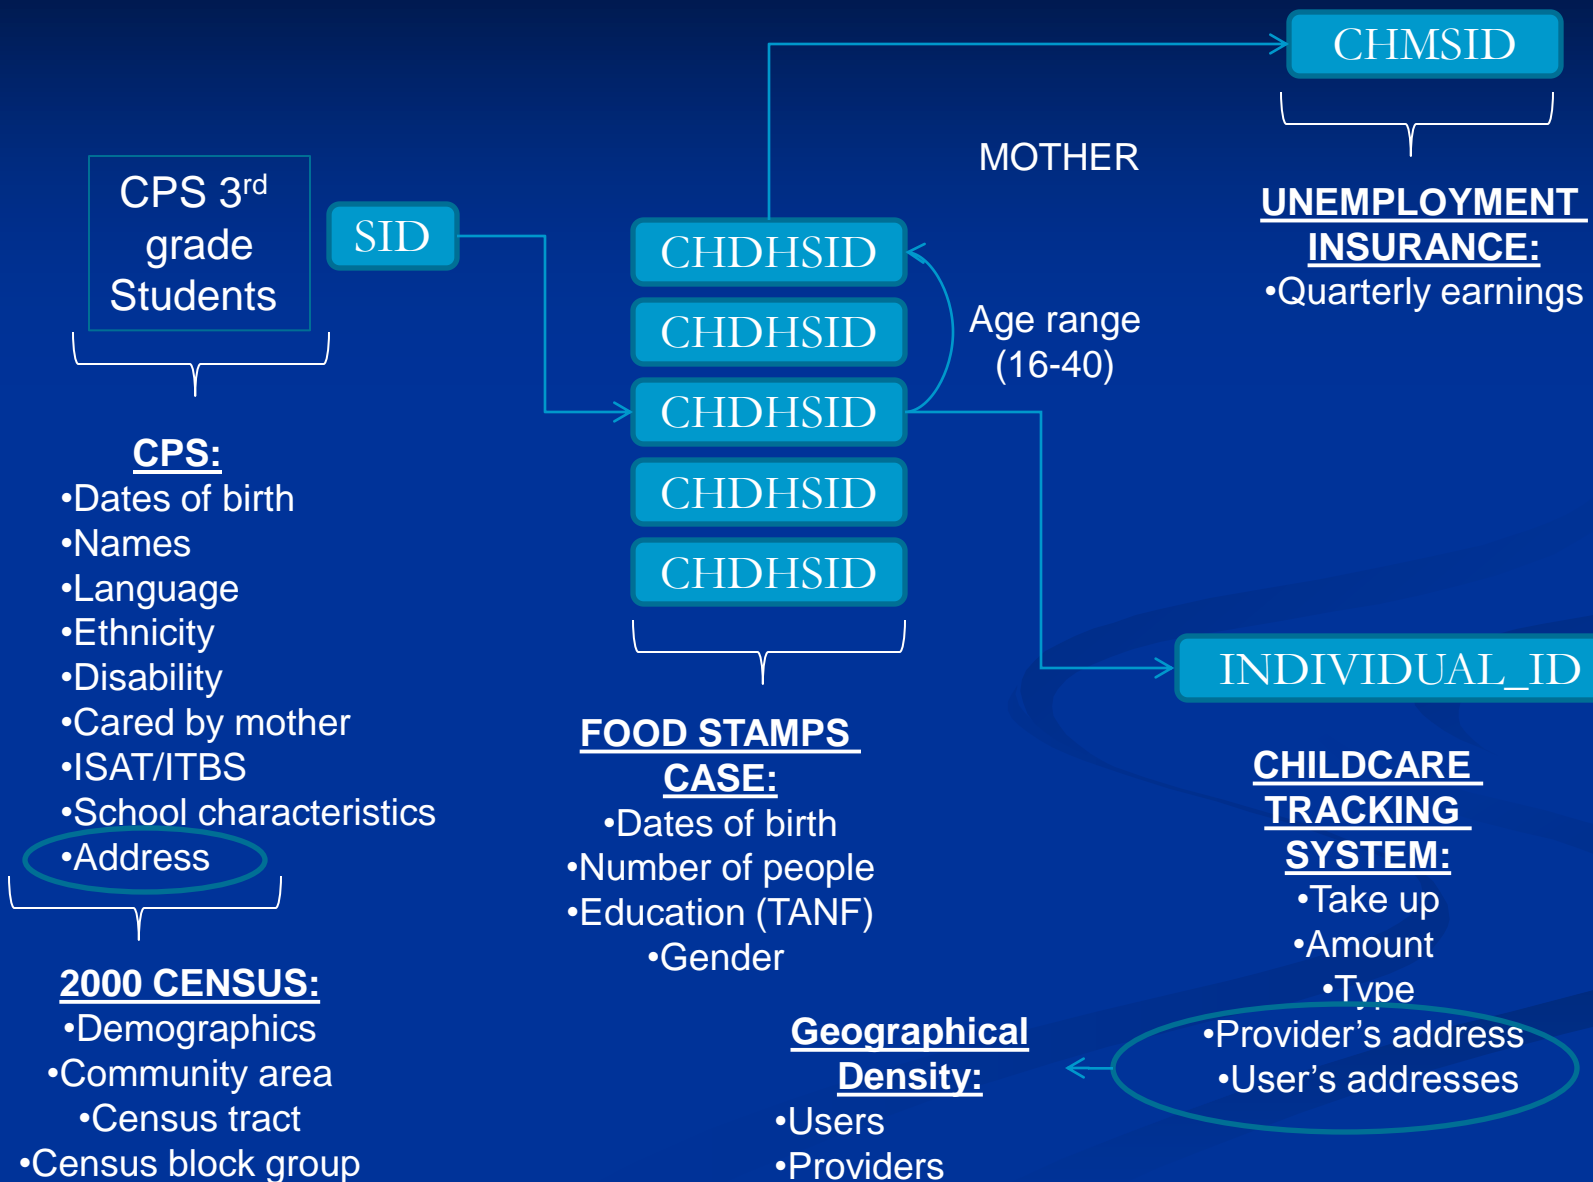 CHMSID
MOTHER
UNEMPLOYMENT
INSURANCE:
•Quarterly earnings
CPS 3rd
grade
Students
SID
CHDHSID
CHDHSID
CHDHSID
CHDHSID
CHDHSID
Age range
(16-40)
CPS:
•Dates of birth
•Names
•Language
•Ethnicity
•Disability
•Cared by mother
•ISAT/ITBS
•School characteristics
•Address
2000 CENSUS:
•Demographics
•Community area
•Census tract
•Census block group
FOOD STAMPS
CASE:
•Dates of birth
•Number of people
•Education (TANF)
•Gender
INDIVIDUAL_ID
CHILDCARE
TRACKING
SYSTEM:
•Take up
•Amount
•Type
•Provider's address
•User's addresses
Geographical
Density:
•Users
•Providers